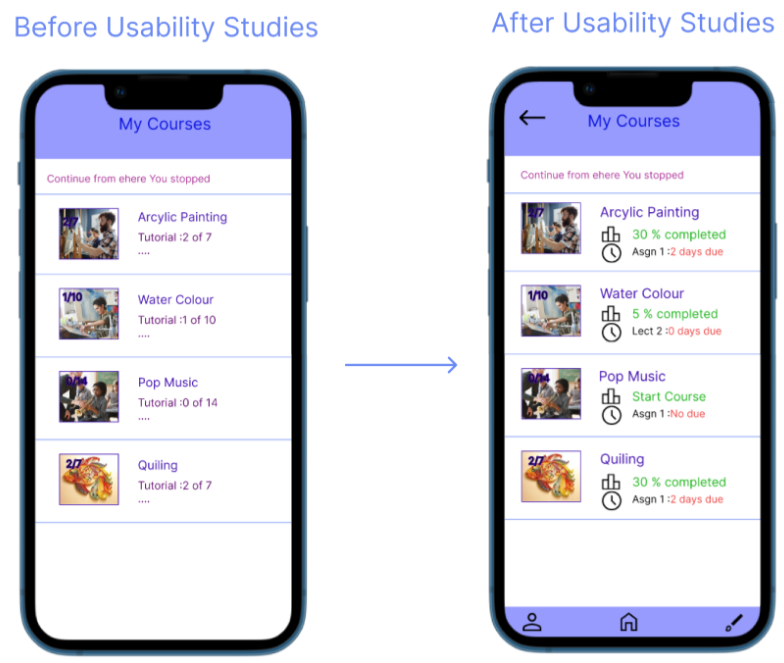 Before Usability Studies
After Usability Studies
My Courses
Continue from ehere You stopped
2/7
Arcylic Painting
Tutorial :2 of 7
....
1/10
Water Colour
Tutorial :1 of 10
....
0/14
Pop Music
Tutorial :0 of 14
....
2/7
Quiling
Tutorial :2 of 7
....
My Courses
Continue from ehere You stopped
2/7
Arcylic Painting
30 % completed
Asgn 1 :2 days due
1/10
Water Colour
5 % completed
Lect 2 :0 days due
0/14
Pop Music
Start Course
Asgn 1 :No due
2/7
Quiling
30 % completed
Asgn 1 :2 days due